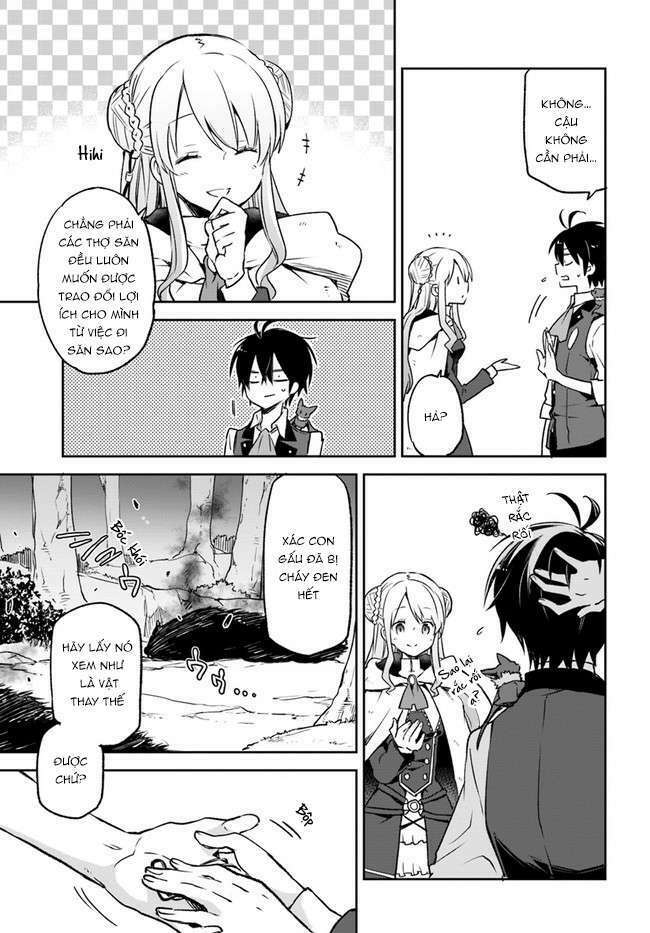 KHÔNG...
CẬU
KHÔNG
CẦN PHẢI...
HẢ?
Hihi
CHẲNG PHẢI
CÁC THỢ SĂN
ĐỀU LUÔN
MUỐN ĐƯỢC
TRAO ĐỔI LỢI
ÍCH CHO MÌNH
TỪ VIỆC ĐI
SĂN SAO?
THẬT
RẮC
RỐI
Sao lại
rắc rối
ạ?
Bốc khói
XÁC CON
GẤU ĐÃ BỊ
CHÁY ĐEN
HẾT
HÃY LẤY NÓ
XEM NHƯ
LÀ VẬT
THAY THẾ
ĐƯỢC
CHỨ?
Bộp